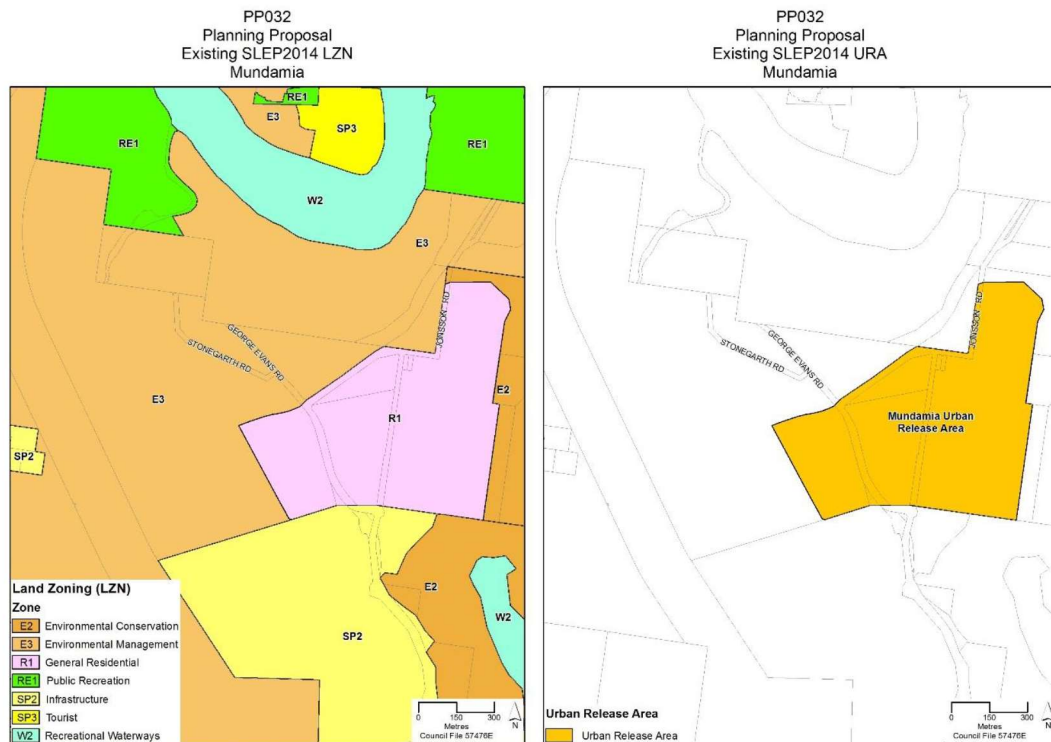 PP032
Planning Proposal
Existing SLEP2014 LZN
Mundamia
RE1
E3
SP3
RE1
RE1
W2
E3
JONSSON RD
GEORGE EVANS RD
STONEGARTH RD
E3
E2
R1
SP2
E2
W2
SP2
Land Zoning (LZN)
Zone
E2 Environmental Conservation
E3 Environmental Management
R1 General Residential
RE1 Public Recreation
SP2 Infrastructure
SP3 Tourist
W2 Recreational Waterways
0 150 300
Metres
Council File 57476E
N
PP032
Planning Proposal
Existing SLEP2014 URA
Mundamia
JONSSON RD
GEORGE EVANS RD
STONEGARTH RD
Mundamia Urban
Release Area
Urban Release Area
Urban Release Area
0 150 300
Metres
Council File 57476E
N